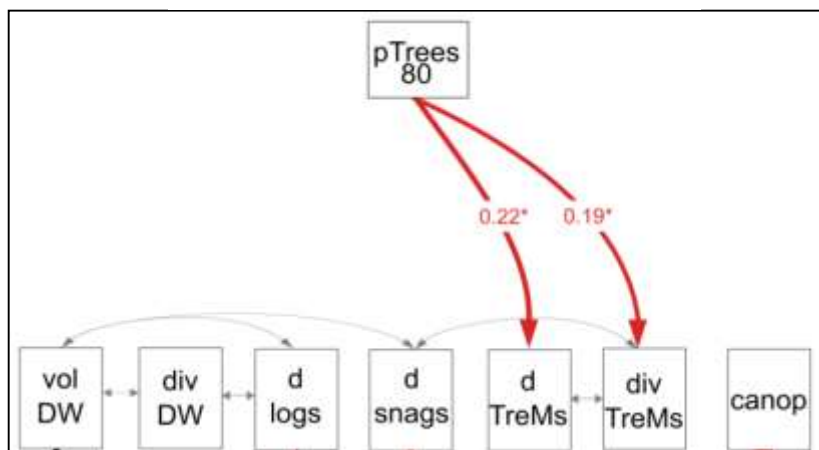 pTrees
80
0.22*
0.19*
vol
DW
div
DW
d
logs
d
snags
d
TreMs
div
TreMs
canop